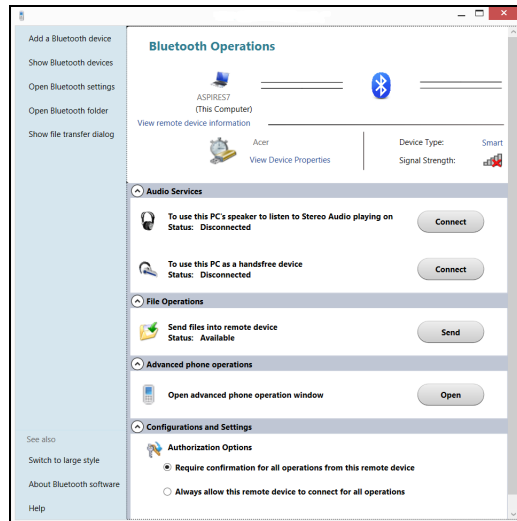 Add a Bluetooth device
Show Bluetooth devices
Open Bluetooth settings
Open Bluetooth folder
Show file transfer dialog
See also
Switch to large style
About Bluetooth software
Help
Bluetooth Operations
ASPIRES7
(This Computer)
View remote device information
Acer
View Device Properties
Device Type: Smart
Signal Strength:
Audio Services
To use this PC's speaker to listen to Stereo Audio playing on
Status: Disconnected
Connect
To use this PC as a handsfree device
Status: Disconnected
Connect
File Operations
Send files into remote device
Status: Available
Send
Advanced phone operations
Open advanced phone operation window
Open
Configurations and Settings
Authorization Options
Require confirmation for all operations from this remote device
Always allow this remote device to connect for all operations